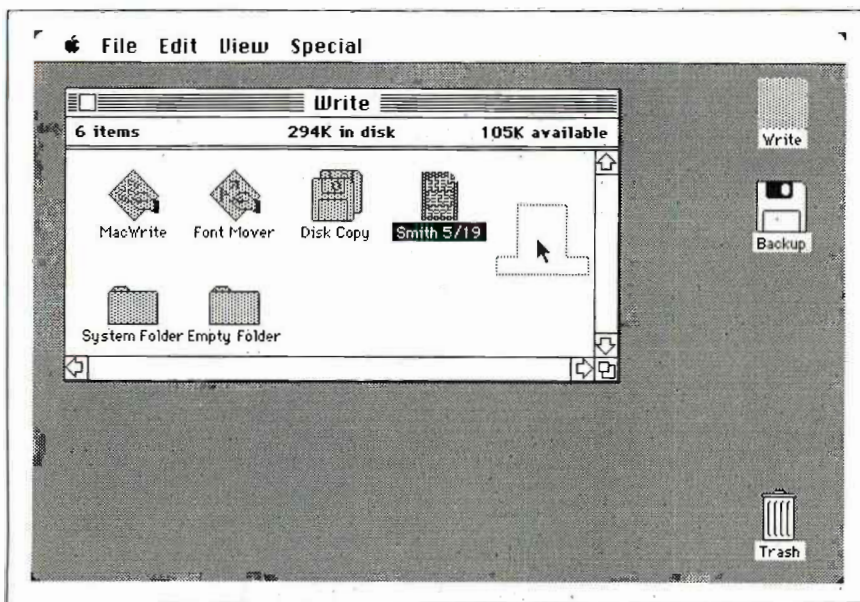 File Edit View Special
Write
6 items 294K in disk 105K available
Write
MacWrite Font Mover Disk Copy Smith 5/19
Backup
System Folder Empty Folder
Trash